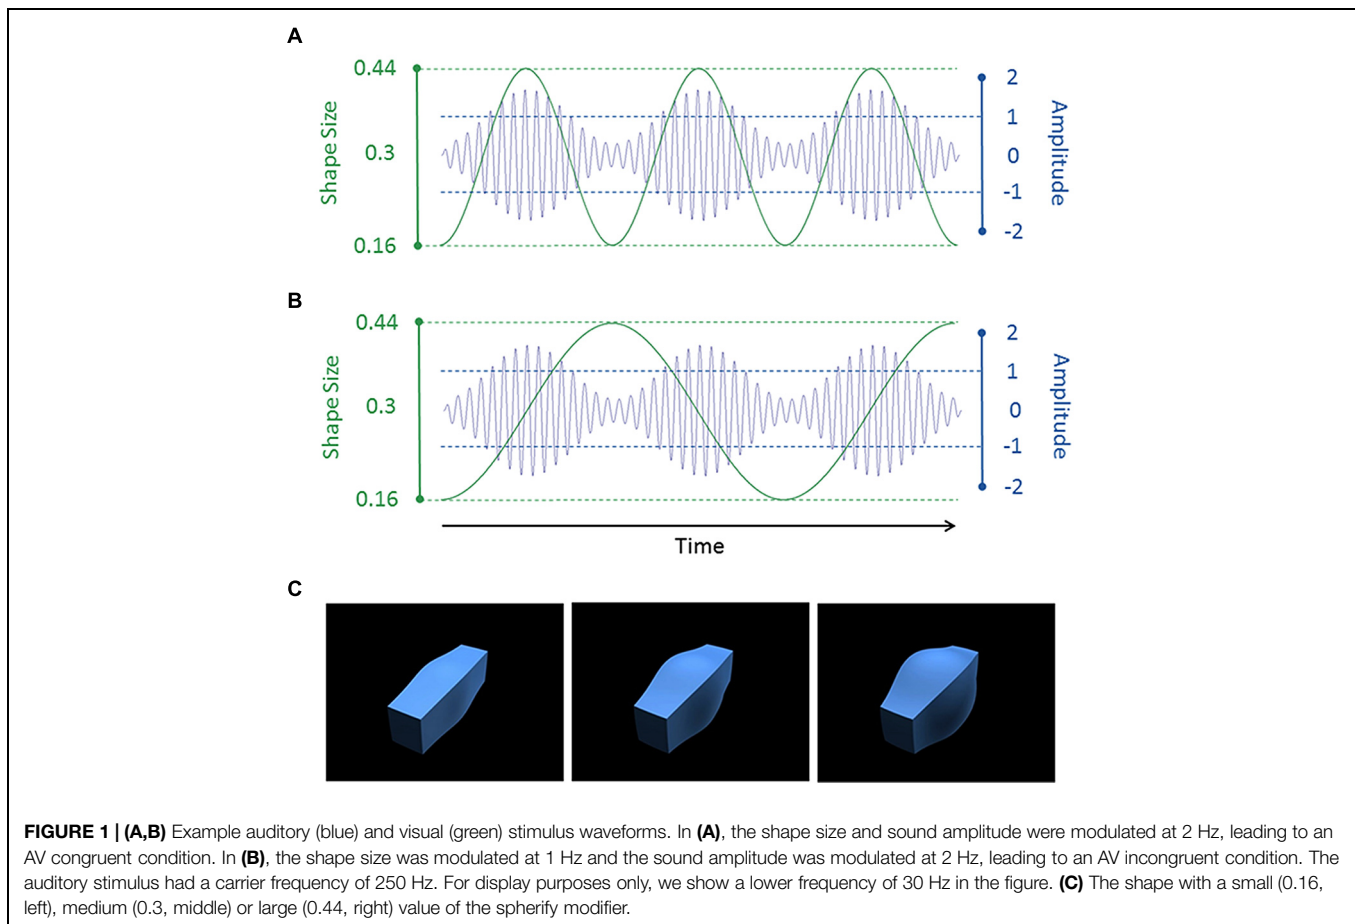 A
0.44
0.3
0.16
Shape Size
2
1
0
-1
-2
Amplitude
B
0.44
0.3
0.16
Shape Size
2
1
0
-1
-2
Amplitude
Time
C
FIGURE 1 | (A,B) Example auditory (blue) and visual (green) stimulus waveforms. In (A), the shape size and sound amplitude were modulated at 2 Hz, leading to an
AV congruent condition. In (B), the shape size was modulated at 1 Hz and the sound amplitude was modulated at 2 Hz, leading to an AV incongruent condition. The
auditory stimulus had a carrier frequency of 250 Hz. For display purposes only, we show a lower frequency of 30 Hz in the figure. (C) The shape with a small (0.16,
left), medium (0.3, middle) or large (0.44, right) value of the spherify modifier.